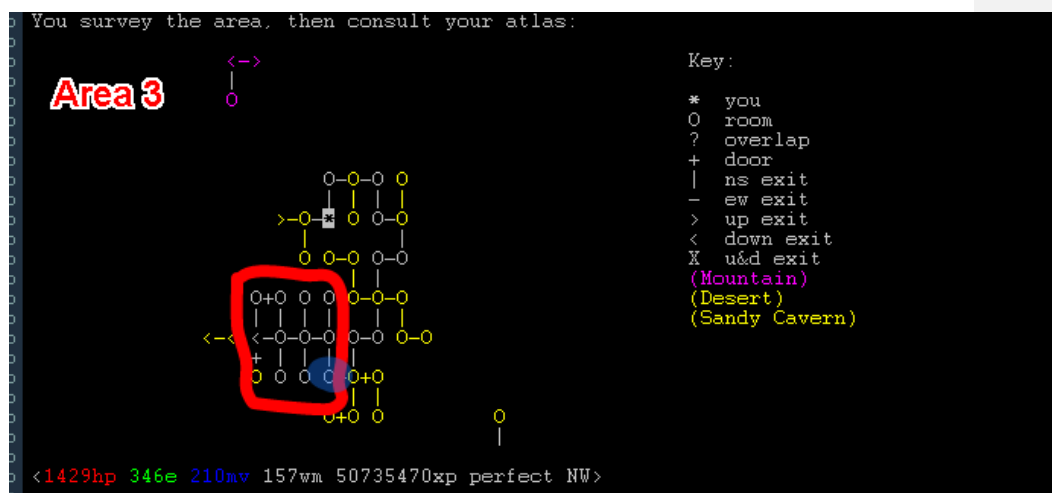 You survey the area, then consult your atlas:
<-> Key:
|
Area 3 O * you
O room
? overlap
+ door
O-O-O O | ns exit
| | | | - ew exit
>-O-* O O-O > up exit
| | < down exit
O O-O O-O X u&d exit
| | (Mountain)
O+O O O O-O-O (Desert)
| | | | | | (Sandy Cavern)
<-< <-O-O-O O-O O-O
+ | | | |
O O O O O+O
| |
O+O O O
|
<1429hp 346e 210mv 157wm 50735470xp perfect NW>